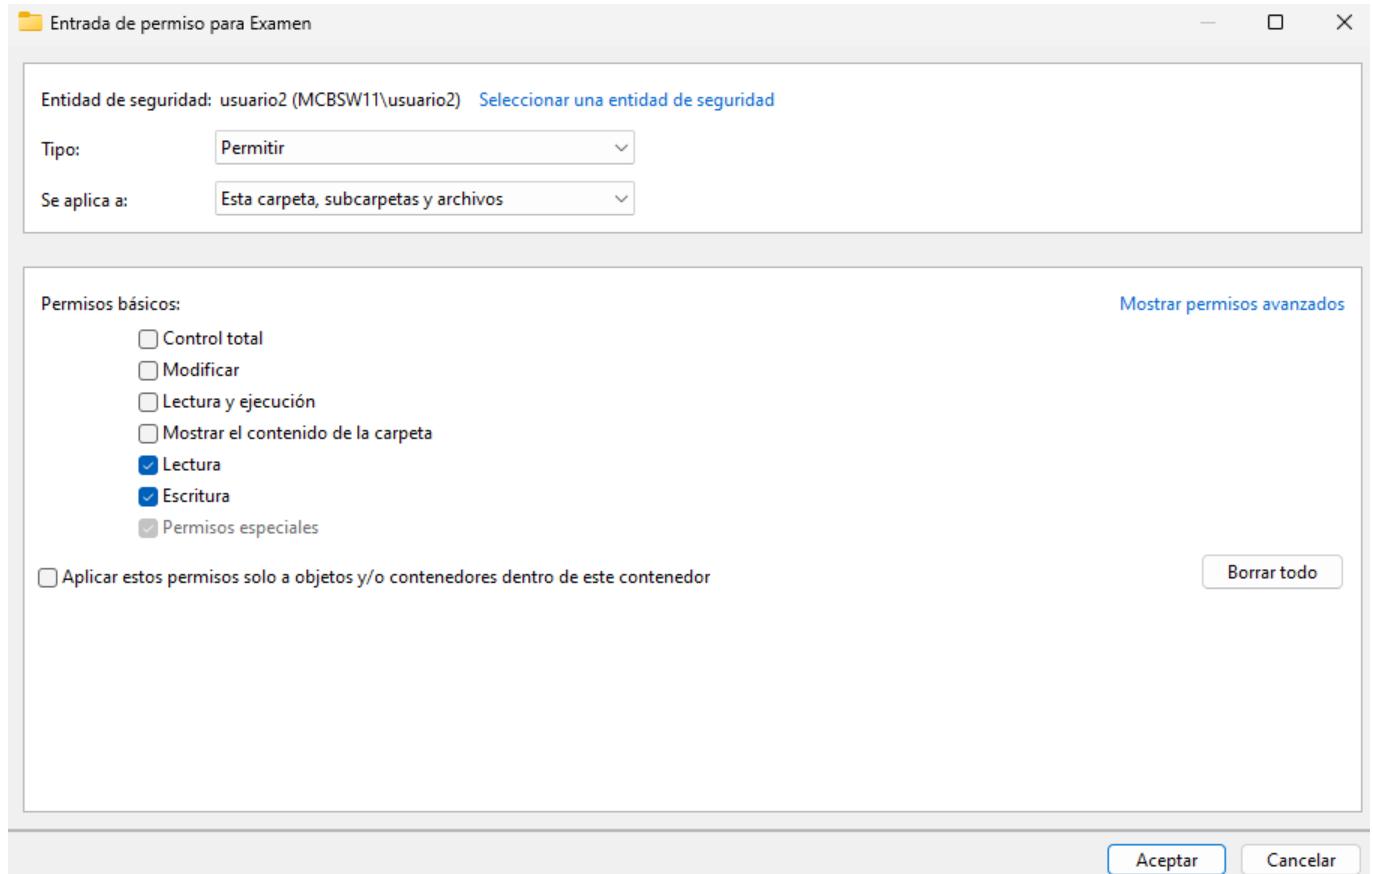 Entrada de permiso para Examen
Entidad de seguridad: usuario2 (MCBSW11\usuario2) Seleccionar una entidad de seguridad
Tipo: Permitir
Se aplica a: Esta carpeta, subcarpetas y archivos
Permisos básicos: Mostrar permisos avanzados
Control total
Modificar
Lectura y ejecución
Mostrar el contenido de la carpeta
Lectura
Escritura
Permisos especiales
Aplicar estos permisos solo a objetos y/o contenedores dentro de este contenedor Borrar todo
Aceptar Cancelar